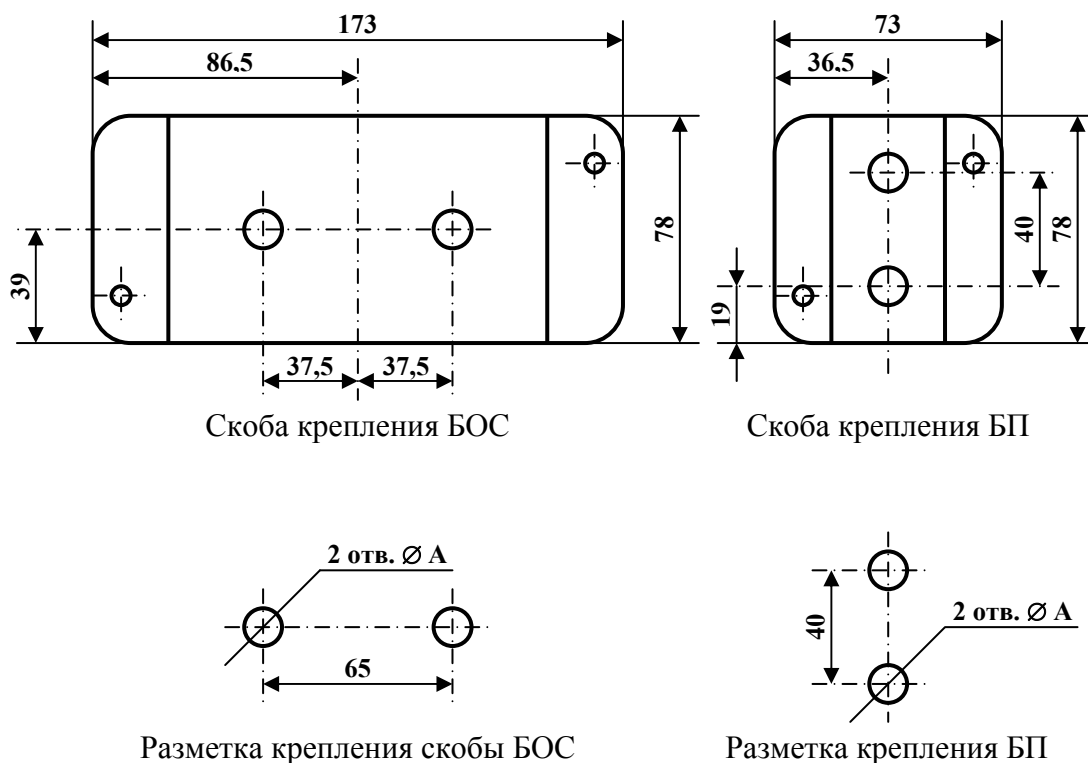 173
73
86,5
36,5
39
78
19
40
78
37,5
37,5
Скоба крепления БОС
Скоба крепления БП
2 отв. ∅ А
65
40
2 отв. ∅ А
Разметка крепления скобы БОС
Разметка крепления БП